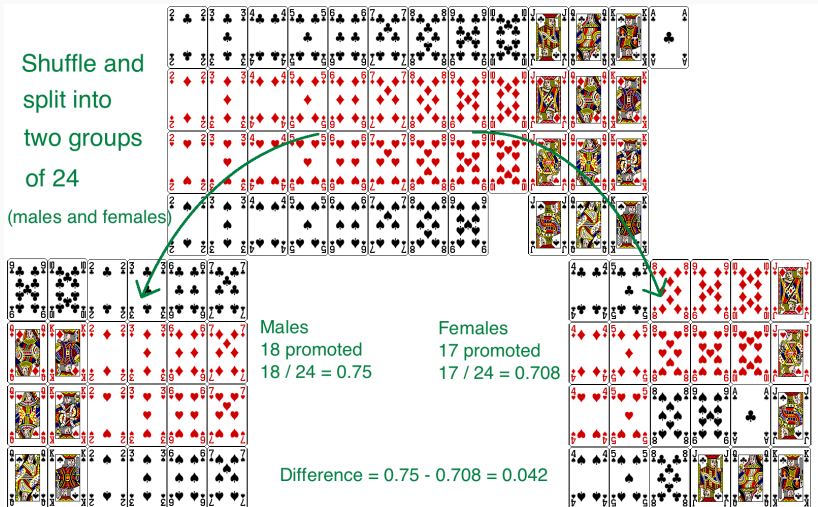 Shuffle and
split into
two groups
of 24
(males and females)
Males
18 promoted
18 / 24 = 0.75
Females
17 promoted
17 / 24 = 0.708
Difference = 0.75 - 0.708 = 0.042